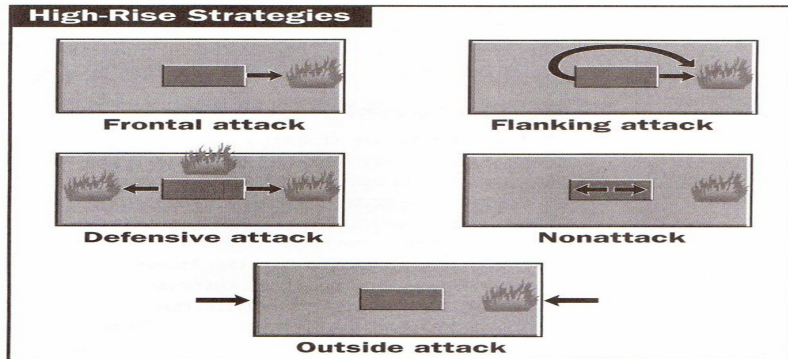 High-Rise Strategies
Frontal attack
Flanking attack
Defensive attack
Nonattack
Outside attack